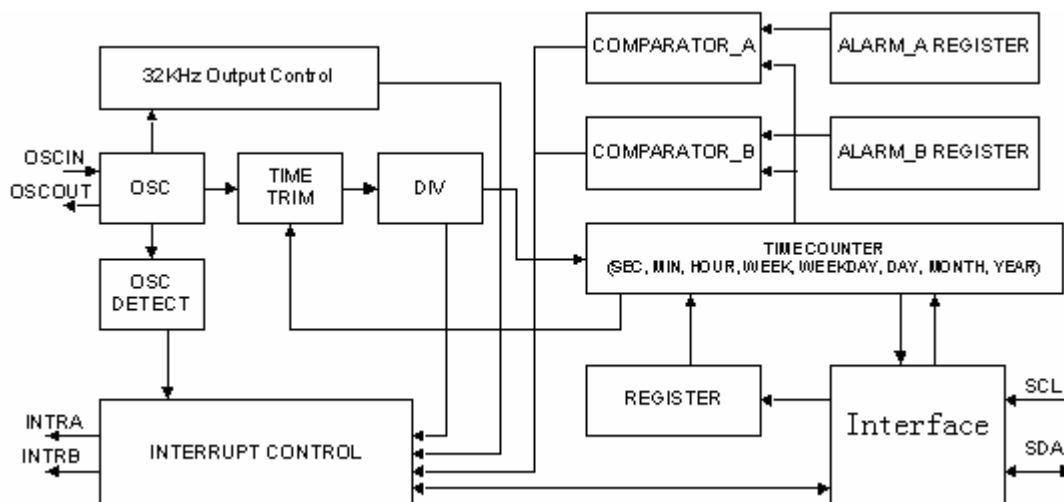 COMPARATOR_A
ALARM_A REGISTER
32KHz Output Control
OSCIN
OSCOUT
OSC
TIME
TRIM
DIV
COMPARATOR_B
ALARM_B REGISTER
TIMECOUNTER
(SEC, MIN, HOUR, WEEK, WEEKDAY, DAY, MONTH, YEAR)
OSC
DETECT
REGISTER
Interface
SCL
SDA
INTRA
INTRB
INTERRUPT CONTROL